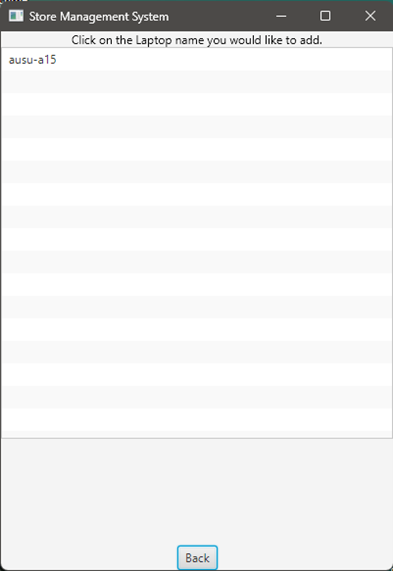 Store Management System
Click on the Laptop name you would like to add.
ausu-a15
Back